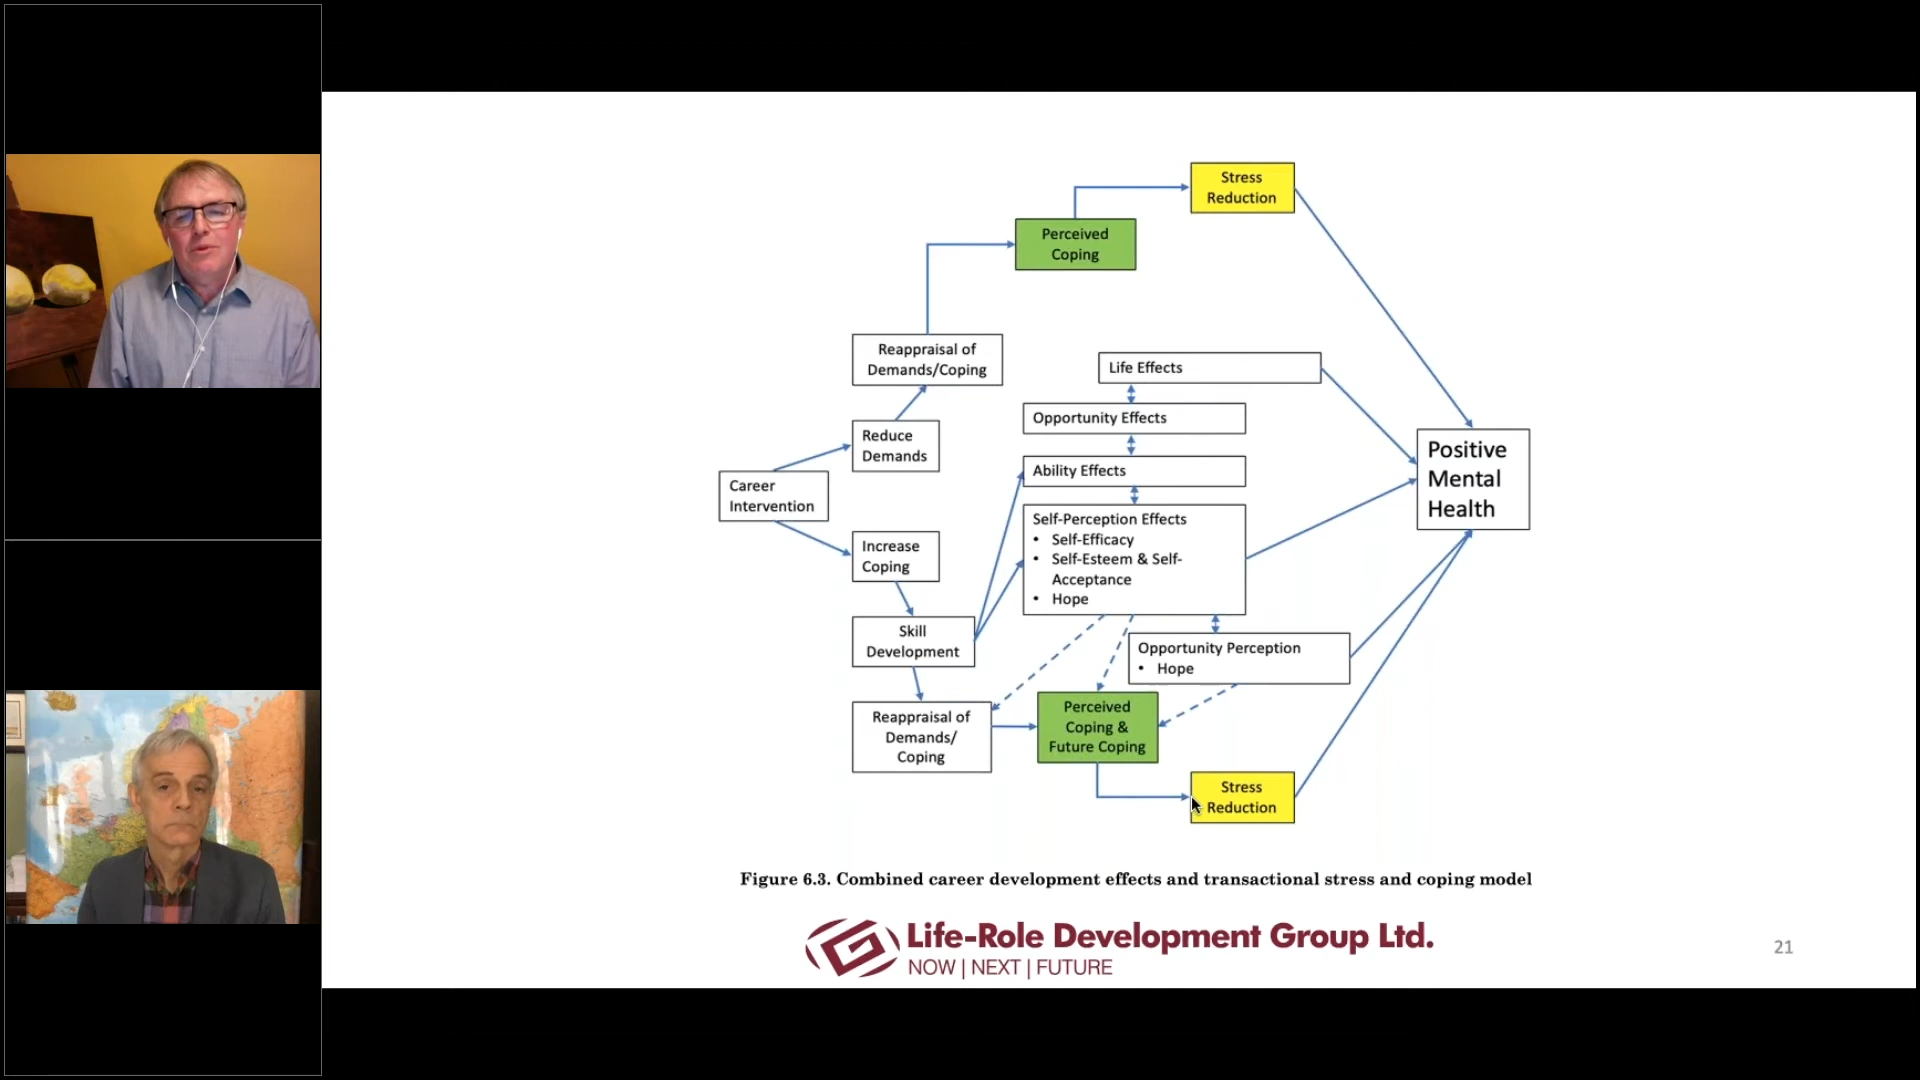 Stress
Reduction
Perceived
Coping
Reappraisal of
Demands/Coping
Life Effects
Opportunity Effects
Reduce
Demands
Ability Effects
Positive
Mental
Health
Career
Intervention
Self-Perception Effects
• Self-Efficacy
• Self-Esteem & Self-
Acceptance
• Hope
Increase
Coping
Skill
Development
Opportunity Perception
• Hope
Reappraisal of
Demands/
Coping
Perceived
Coping &
Future Coping
Stress
Reduction
Figure 6.3. Combined career development effects and transactional stress and coping model
Life-Role Development Group Ltd.
NOW | NEXT | FUTURE
21